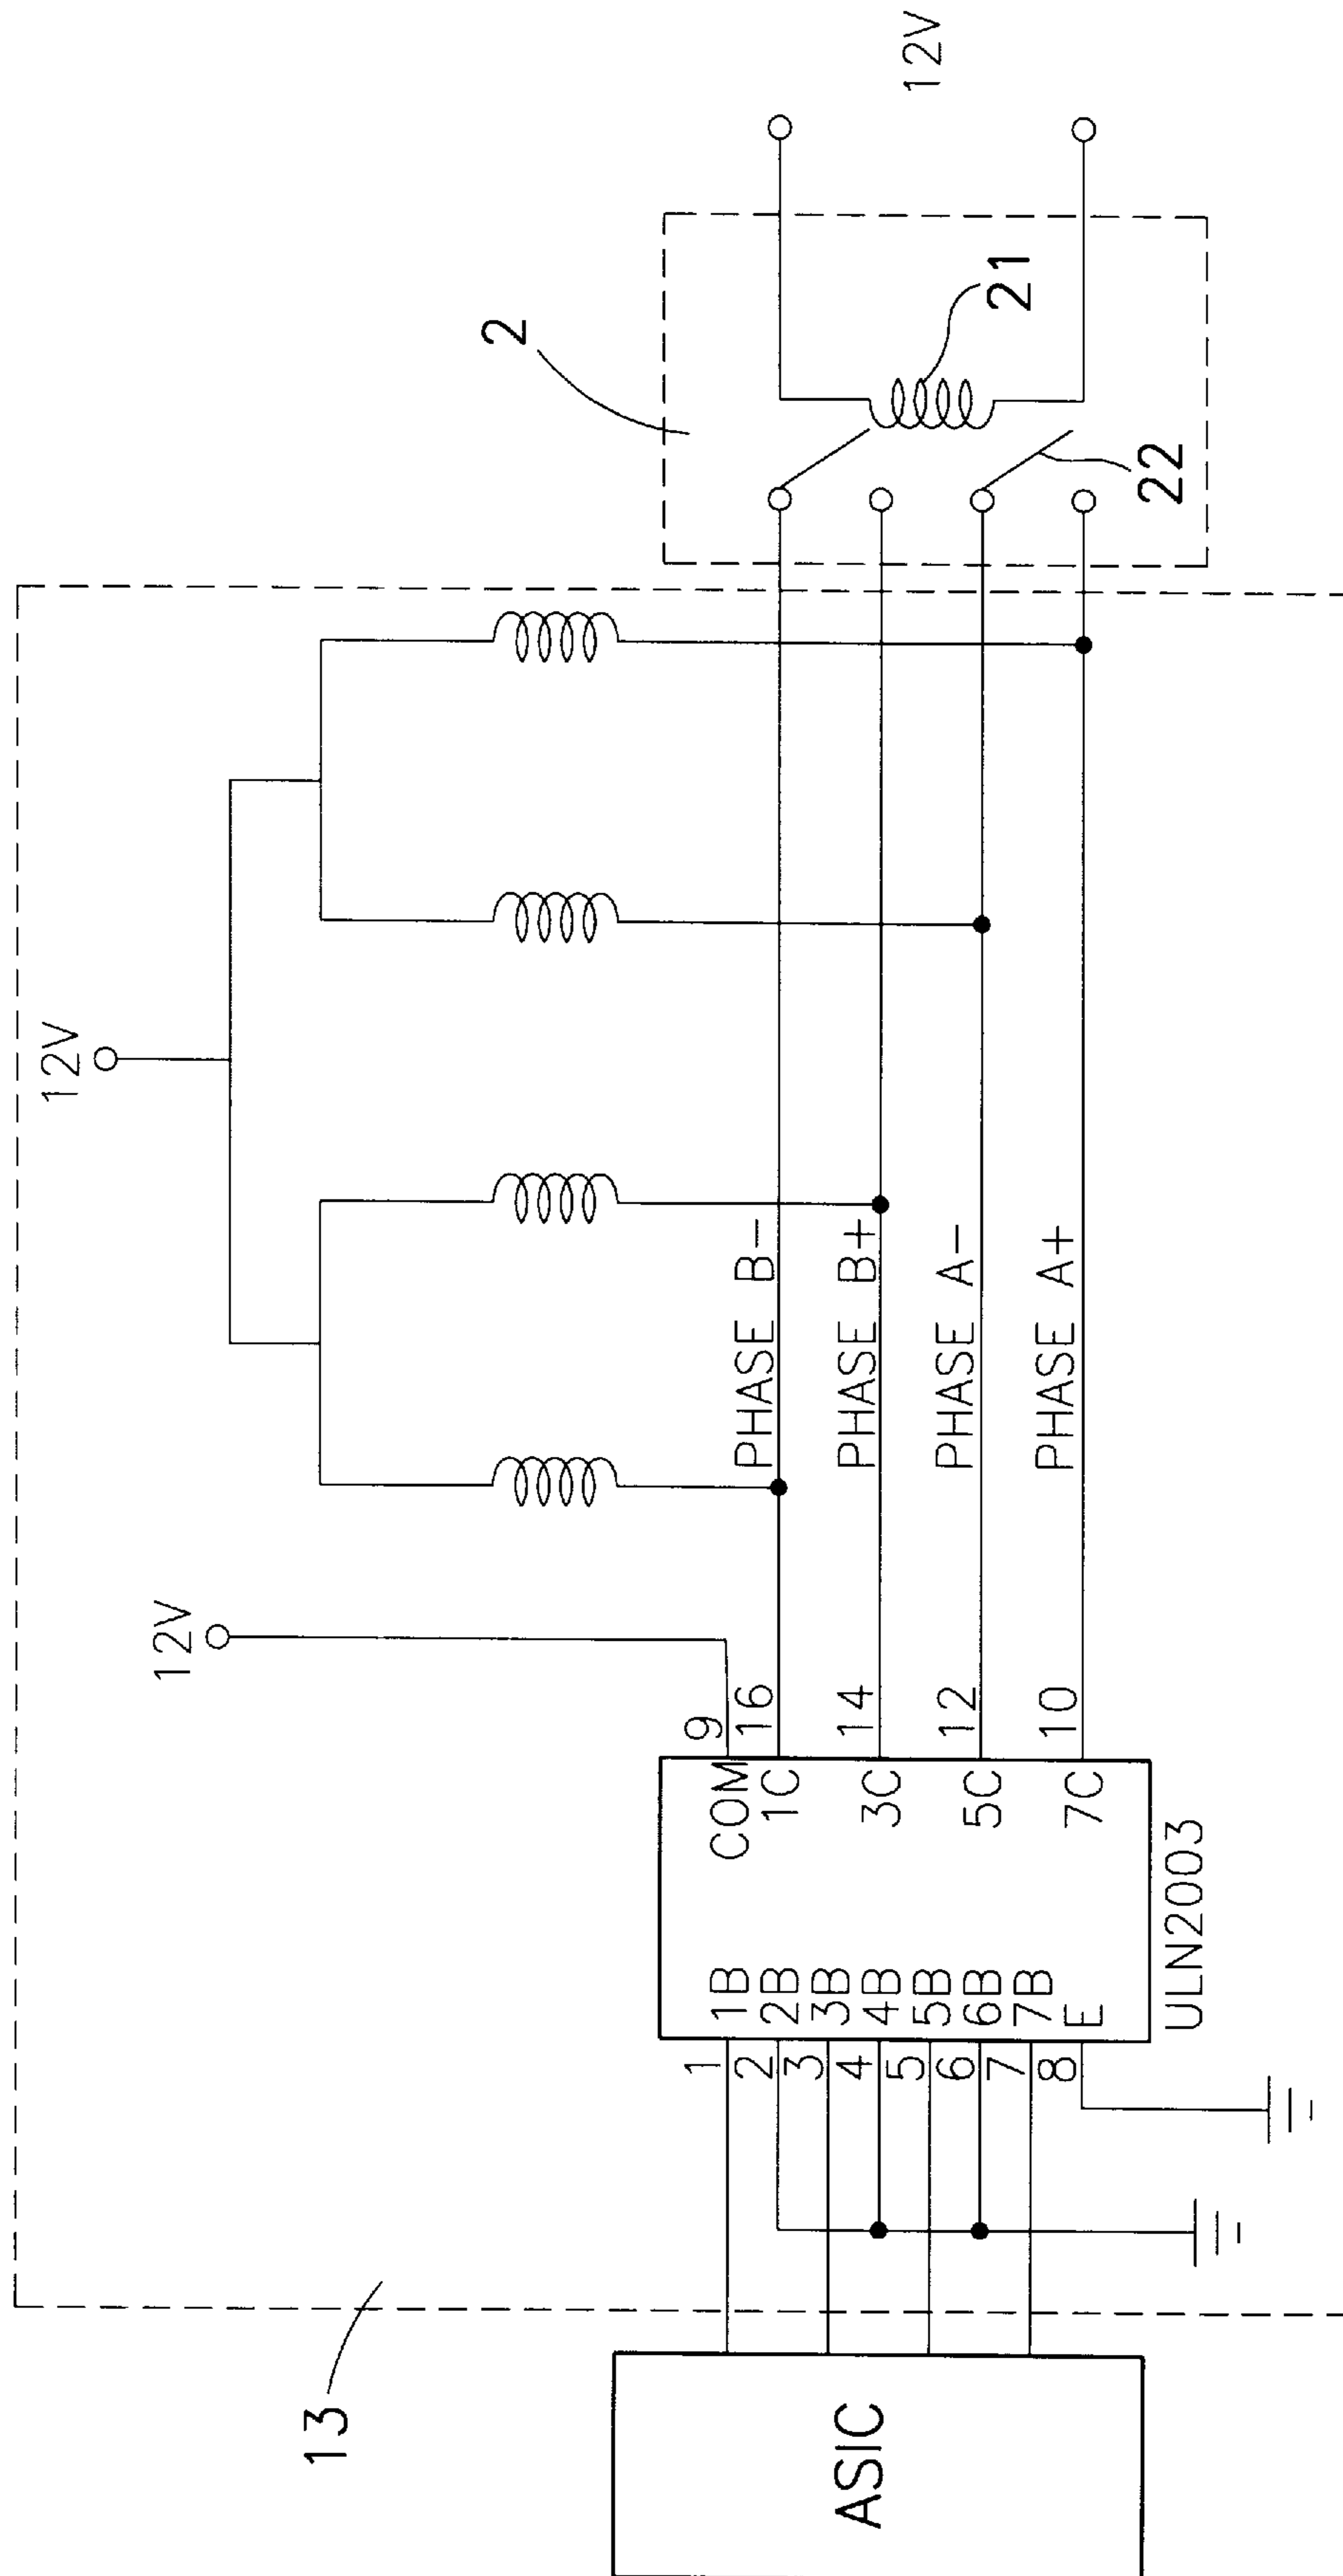 13
12V
12V
2
12V
21
22
9
16
14
12
10
PHASE B-
PHASE B+
PHASE A-
PHASE A+
1
2
3
4
5
6
7
8
1B
2B
3B
4B
5B
6B
7B
E
COM
1C
3C
5C
7C
ULN2003
ASIC